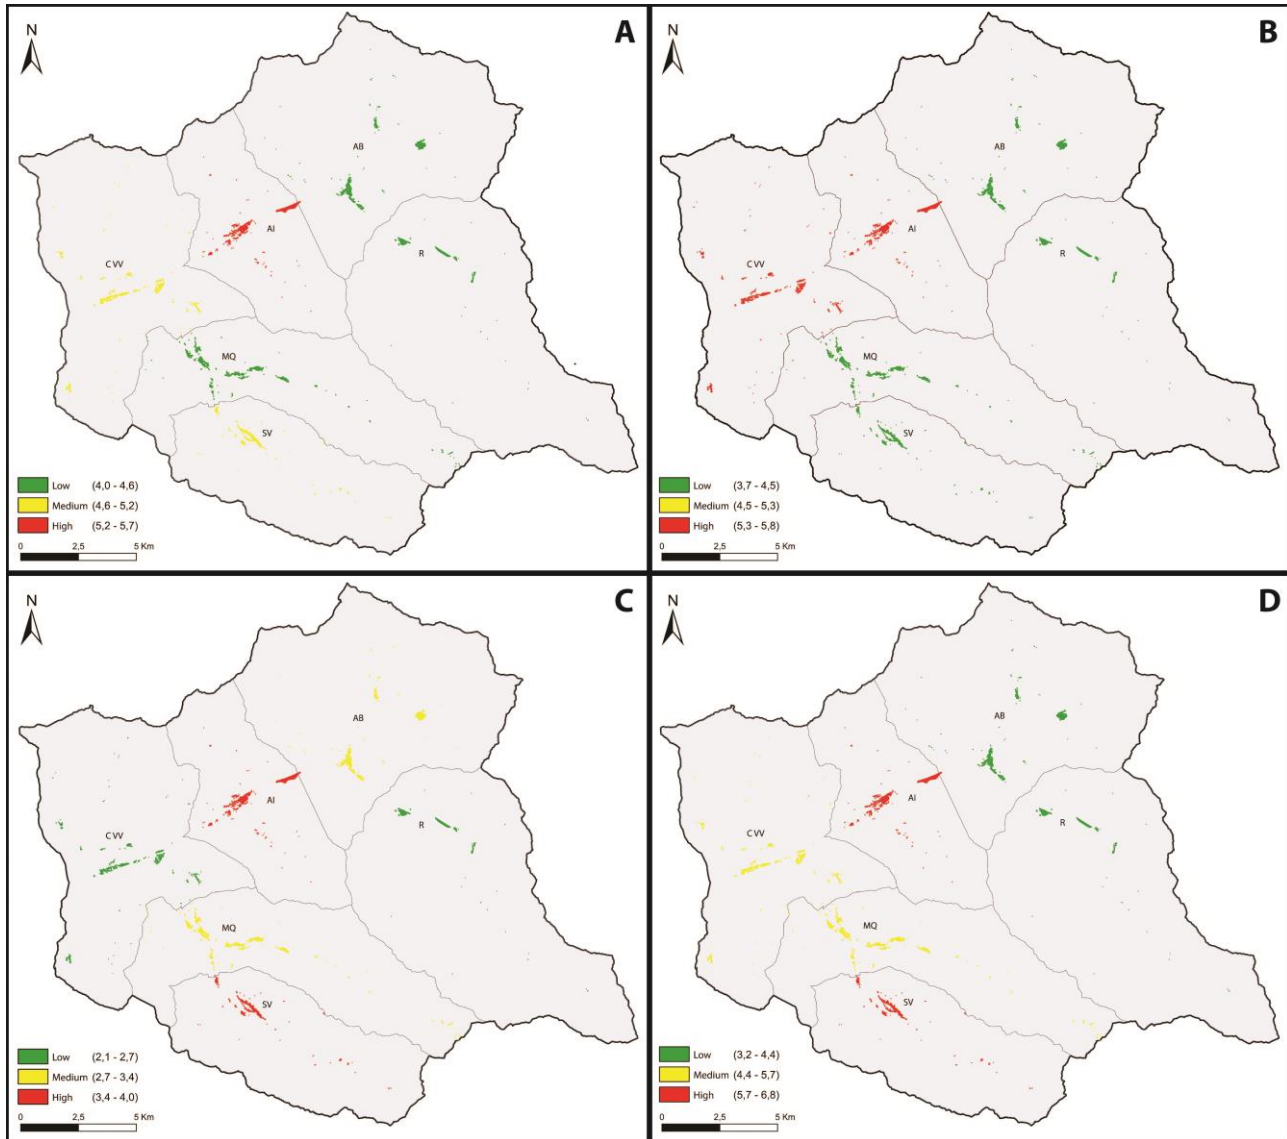 N
A
AB
AI
R
C VV
MQ
SV
Low (4,0 - 4,6)
Medium (4,6 - 5,2)
High (5,2 - 5,7)
0 2,5 5 Km
N
B
AB
AI
R
C VV
MQ
SV
Low (3,7 - 4,5)
Medium (4,5 - 5,3)
High (5,3 - 5,8)
0 2,5 5 Km
N
C
AB
AI
R
C VV
MQ
SV
Low (2,1 - 2,7)
Medium (2,7 - 3,4)
High (3,4 - 4,0)
0 2,5 5 Km
N
D
AB
AI
R
C VV
MQ
SV
Low (3,2 - 4,4)
Medium (4,4 - 5,7)
High (5,7 - 6,8)
0 2,5 5 Km